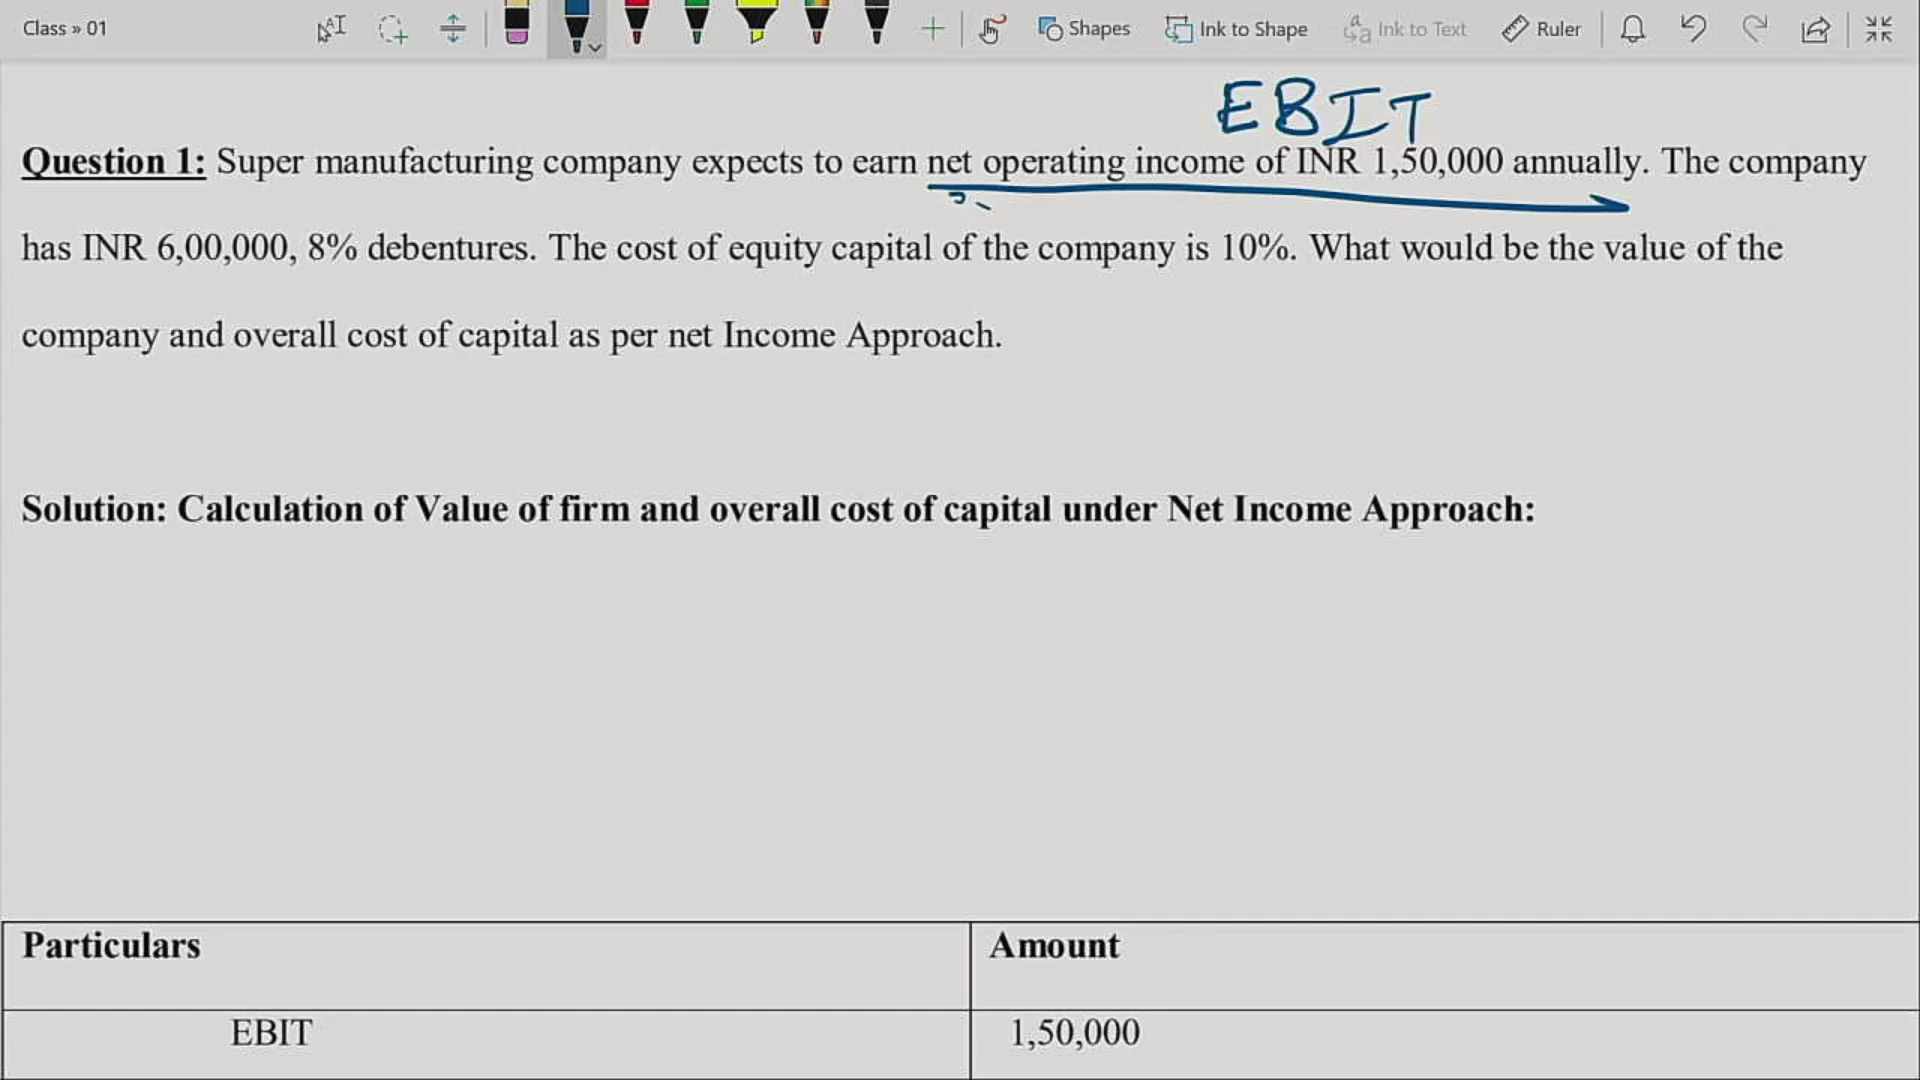 Class » 01
Shapes
Ink to Shape
Ink to Text
Ruler
EBIT
Question 1: Super manufacturing company expects to earn net operating income of INR 1,50,000 annually. The company
has INR 6,00,000, 8% debentures. The cost of equity capital of the company is 10%. What would be the value of the
company and overall cost of capital as per net Income Approach.
Solution: Calculation of Value of firm and overall cost of capital under Net Income Approach:
Particulars Amount
EBIT 1,50,000